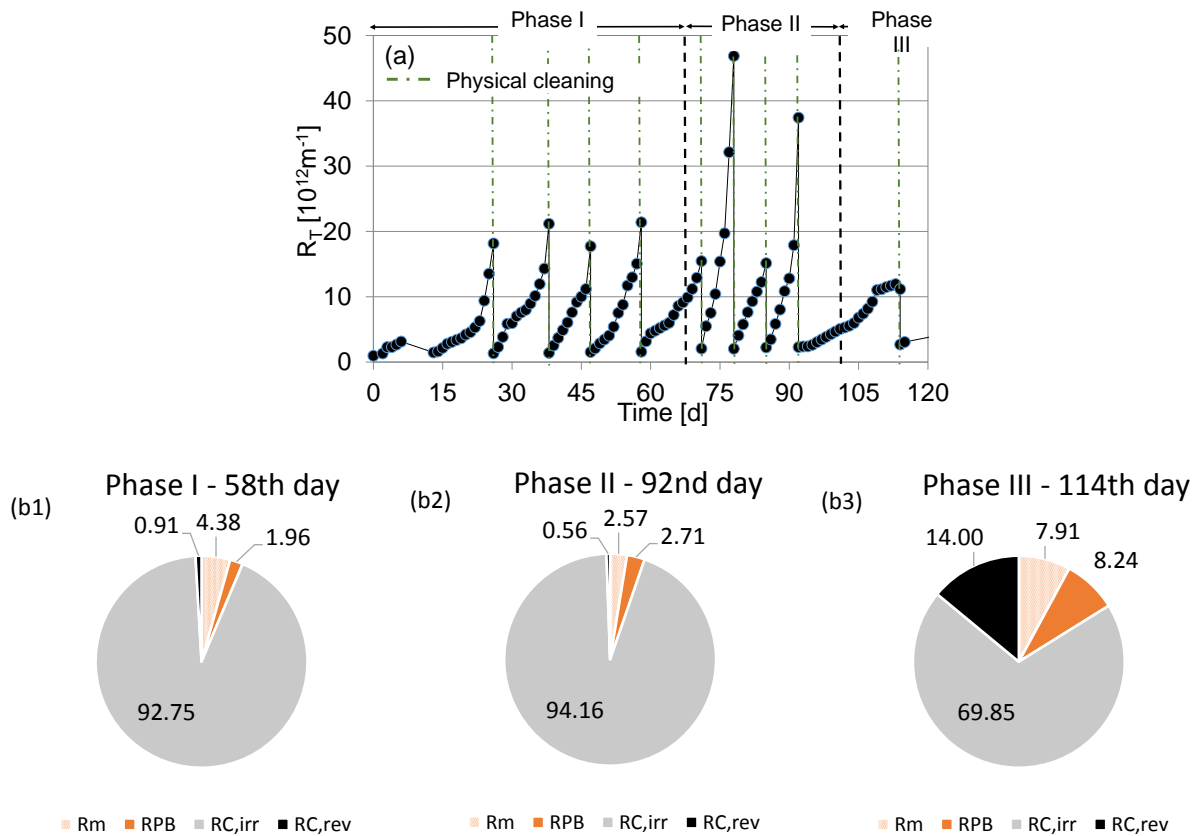 Phase I
Phase II
Phase III
(a)
Physical cleaning
R_T [10^12 m^-1]
50
40
30
20
10
0
0 15 30 45 60 75 90 105 120
Time [d]
(b1)
Phase I - 58th day
0.91 4.38 1.96
92.75
Rm RPB RC,irr RC,rev
(b2)
Phase II - 92nd day
0.56 2.57 2.71
94.16
Rm RPB RC,irr RC,rev
(b3)
Phase III - 114th day
14.00 7.91 8.24
69.85
Rm RPB RC,irr RC,rev